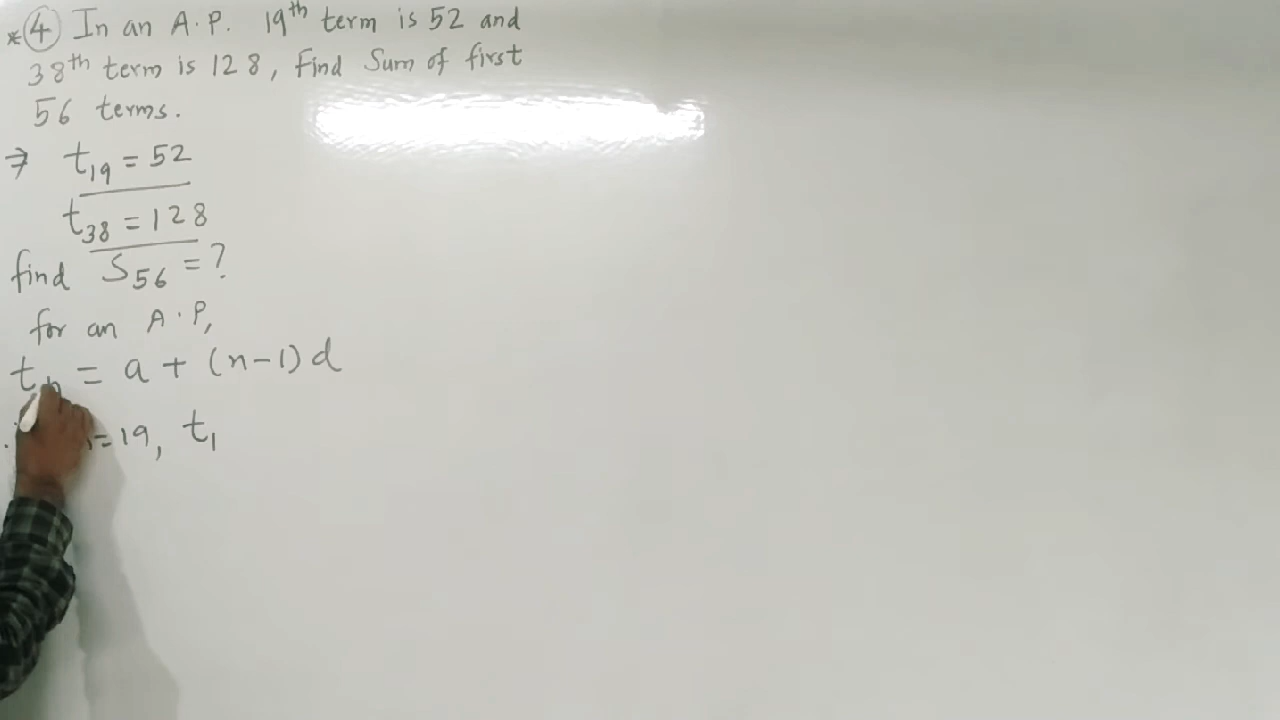 *④ In an A.P. 19th term is 52 and
38th term is 128, Find Sum of first
56 terms.
⇒ t19 = 52
t38 = 128
find S56 = ?
for an A.P,
tn = a + (n-1)d
=19, t1